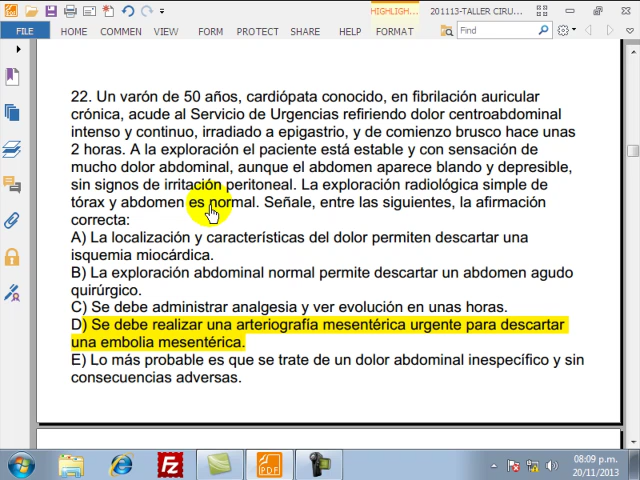 HIGHLIGH...
201113-TALLER CIRU...
FILE
HOME
COMMEN
VIEW
FORM
PROTECT
SHARE
HELP
FORMAT
Find
22. Un varón de 50 años, cardiópata conocido, en fibrilación auricular
crónica, acude al Servicio de Urgencias refiriendo dolor centroabdominal
intenso y continuo, irradiado a epigastrio, y de comienzo brusco hace unas
2 horas. A la exploración el paciente está estable y con sensación de
mucho dolor abdominal, aunque el abdomen aparece blando y depresible,
sin signos de irritación peritoneal. La exploración radiológica simple de
tórax y abdomen es normal. Señale, entre las siguientes, la afirmación
correcta:
A) La localización y características del dolor permiten descartar una
isquemia miocárdica.
B) La exploración abdominal normal permite descartar un abdomen agudo
quirúrgico.
C) Se debe administrar analgesia y ver evolución en unas horas.
D) Se debe realizar una arteriografía mesentérica urgente para descartar
una embolia mesentérica.
E) Lo más probable es que se trate de un dolor abdominal inespecífico y sin
consecuencias adversas.
PDF
08:09 p.m.
20/11/2013